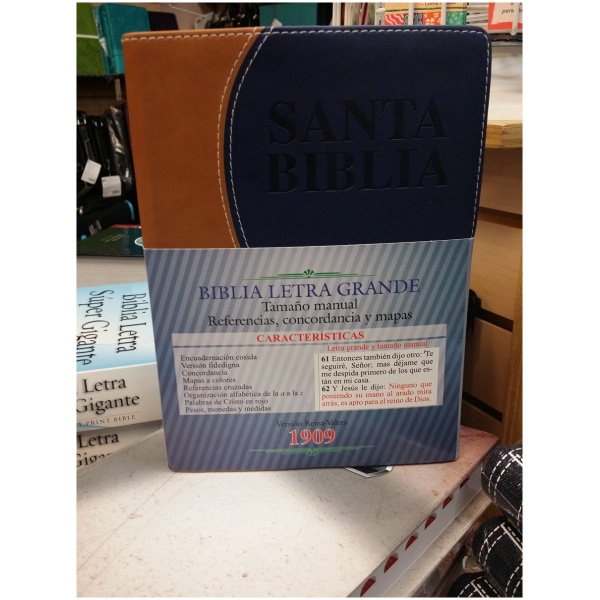 SANTA
BIBLIA
BIBLIA LETRA GRANDE
Tamaño manual
Referencias, concordancia y mapas
CARACTERÍSTICAS
Encuadernación cosida
Versión fidedigna
Concordancia
Mapas a colores
Referencias cruzadas
Organización alfabética de la a a la z
Palabras de Cristo en rojo
Pesos, monedas y medidas
Letra grande y tamaño manual
61 Entonces también dijo otro: Te
seguiré, Señor; mas déjame que
me despida primero de los que es-
tán en mi casa.
62 Y Jesús le dijo: Ninguno que
poniendo su mano al arado mira
atrás, es apto para el reino de Dios.
Versión Reina-Valera
1909
Biblia Letra
Súper Gigante
Letra
Gigante
PRINT BIBLE
Letra
para